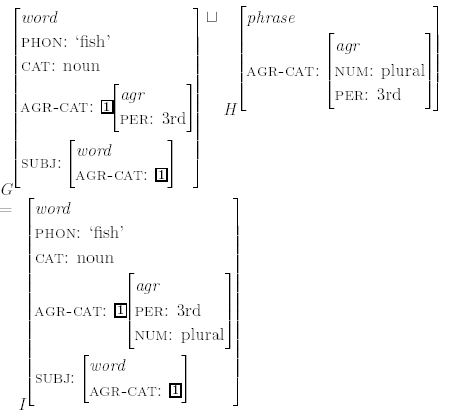 word
PHON: ‘fish’
CAT: noun
AGR-CAT: 1 agr
PER: 3rd
SUBJ: word
AGR-CAT: 1
G
⊔
phrase
AGR-CAT: agr
NUM: plural
PER: 3rd
H
=
word
PHON: ‘fish’
CAT: noun
AGR-CAT: 1 agr
PER: 3rd
NUM: plural
SUBJ: word
AGR-CAT: 1
I